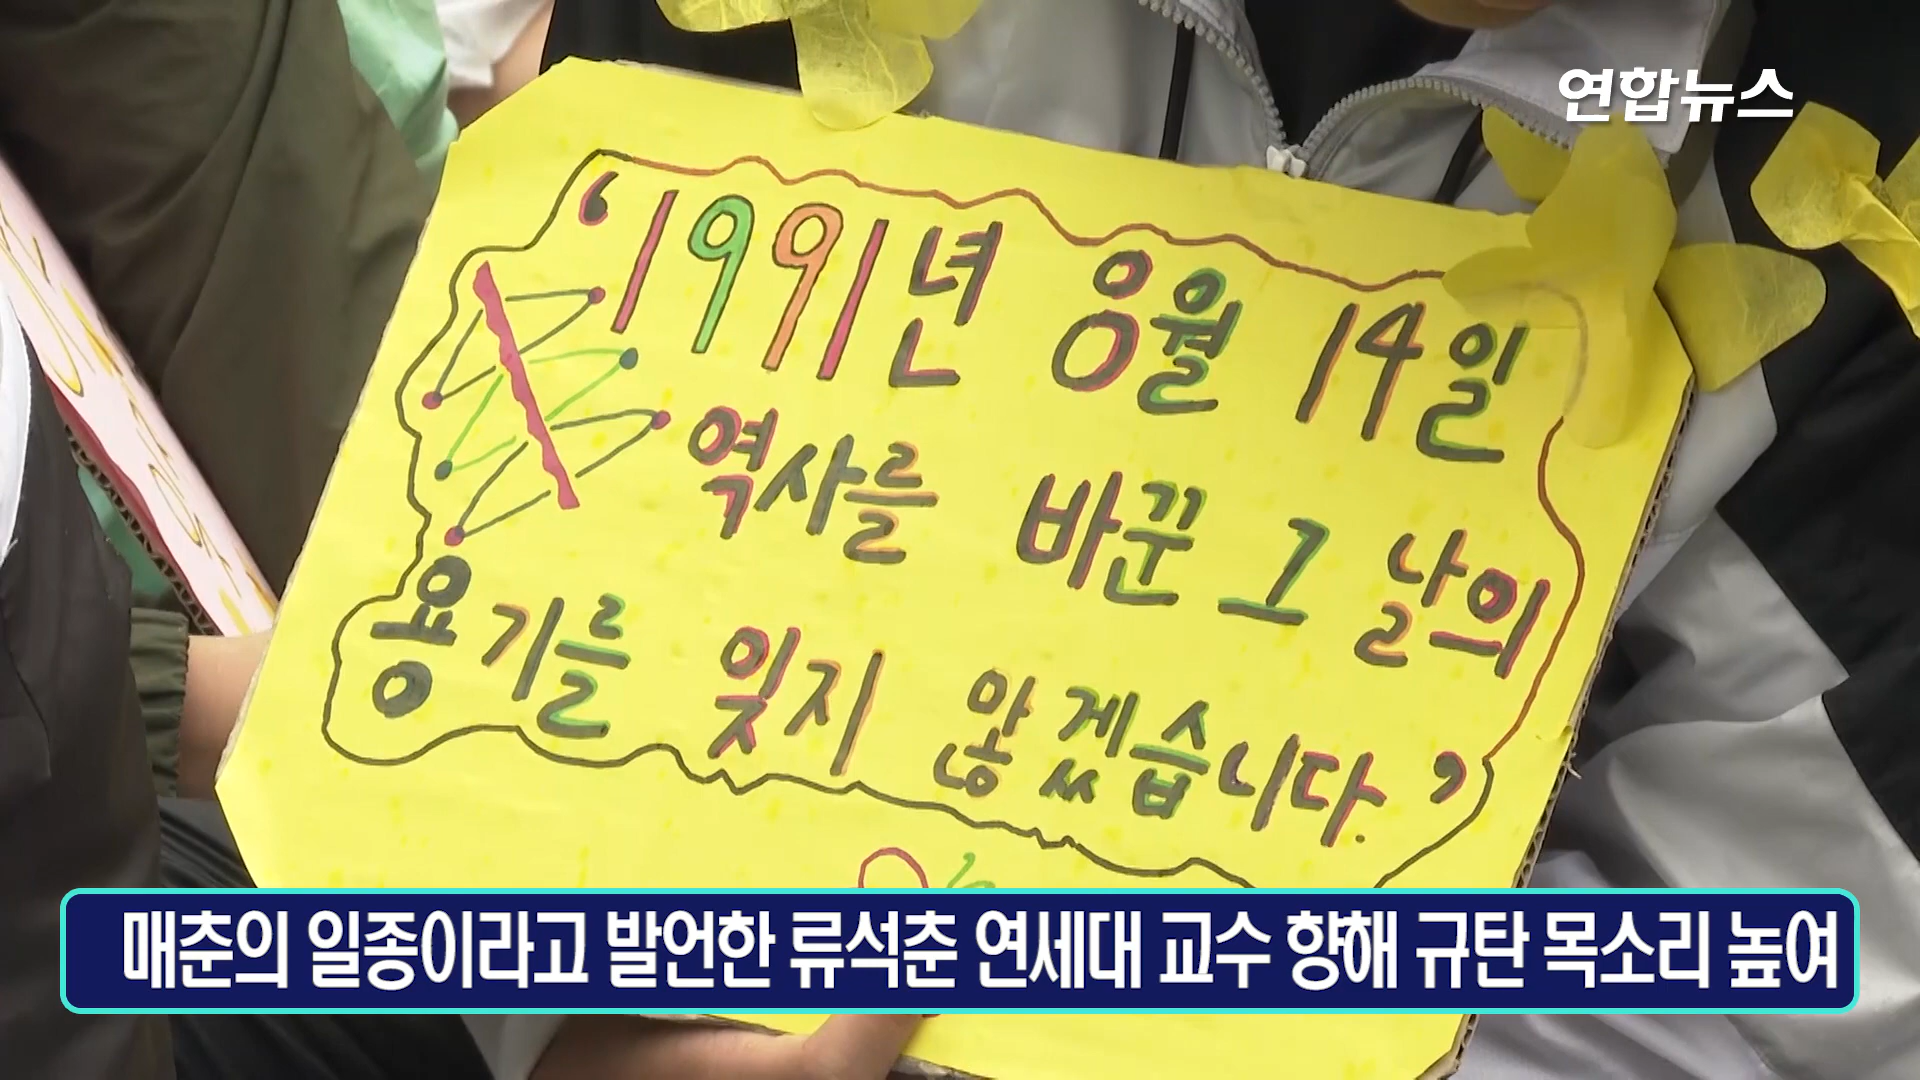 연합뉴스
‘1991년 8월 14일
역사를 바꾼 그 날의
용기를 잊지 않겠습니다.’
매춘의 일종이라고 발언한 류석춘 연세대 교수 향해 규탄 목소리 높여